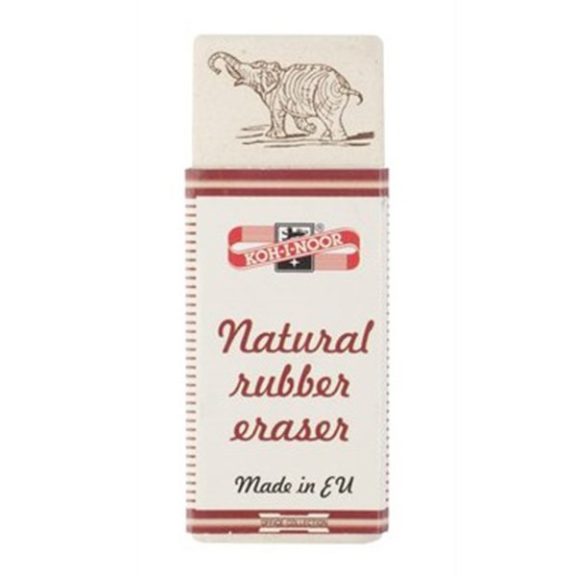 KOH-I-NOOR
®
Natural
rubber
eraser
Made in EU